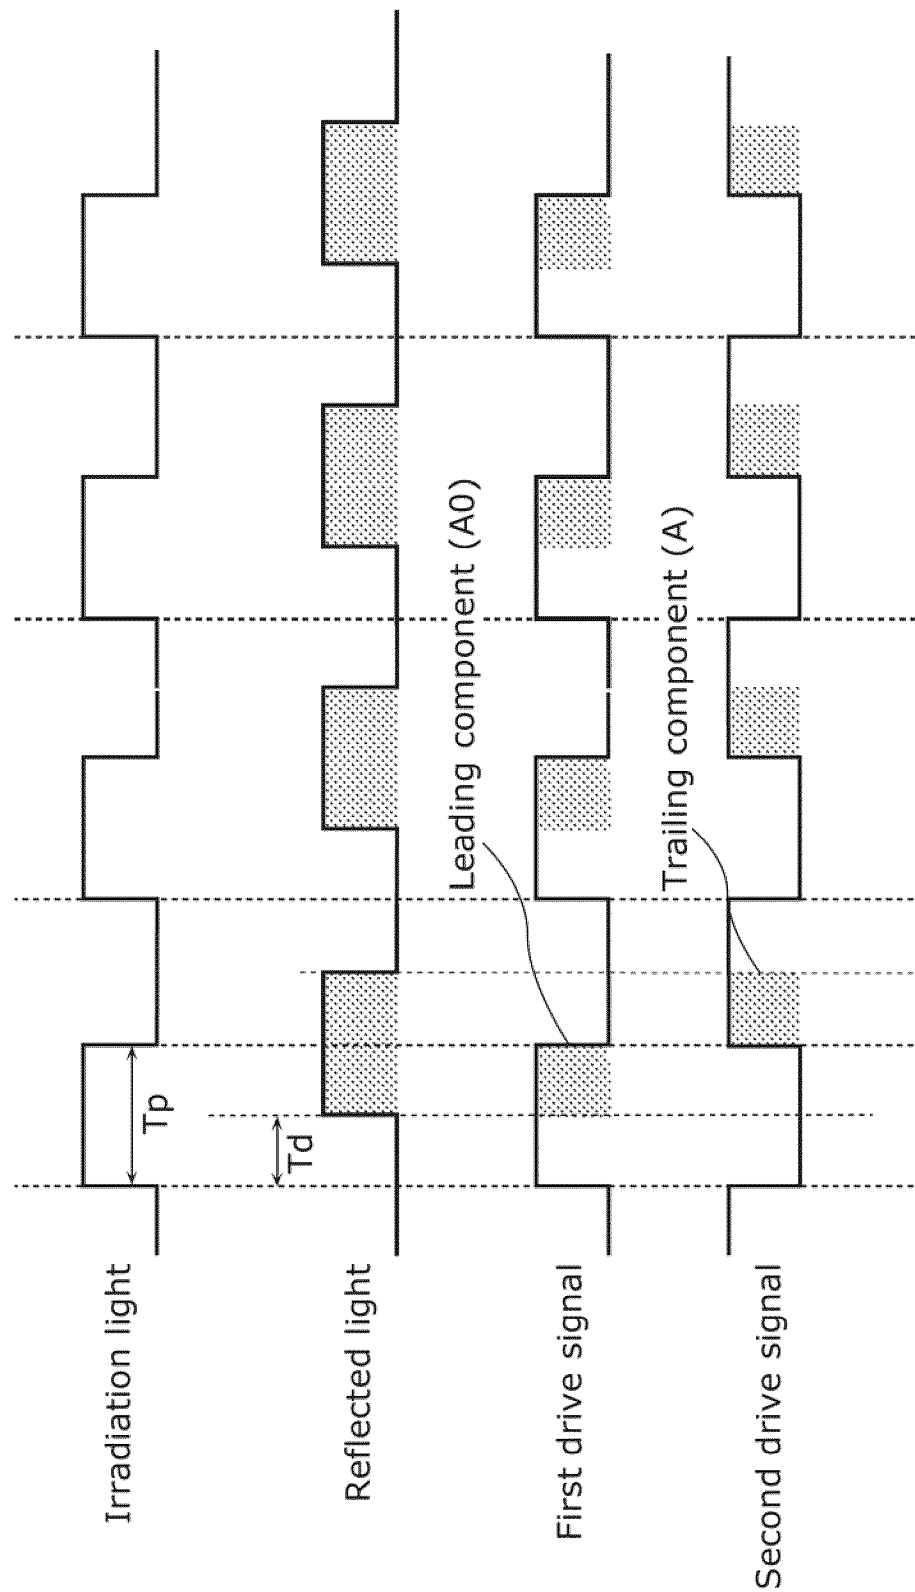 Irradiation light
Tp
Reflected light
Td
First drive signal
Leading component (A0)
Second drive signal
Trailing component (A)